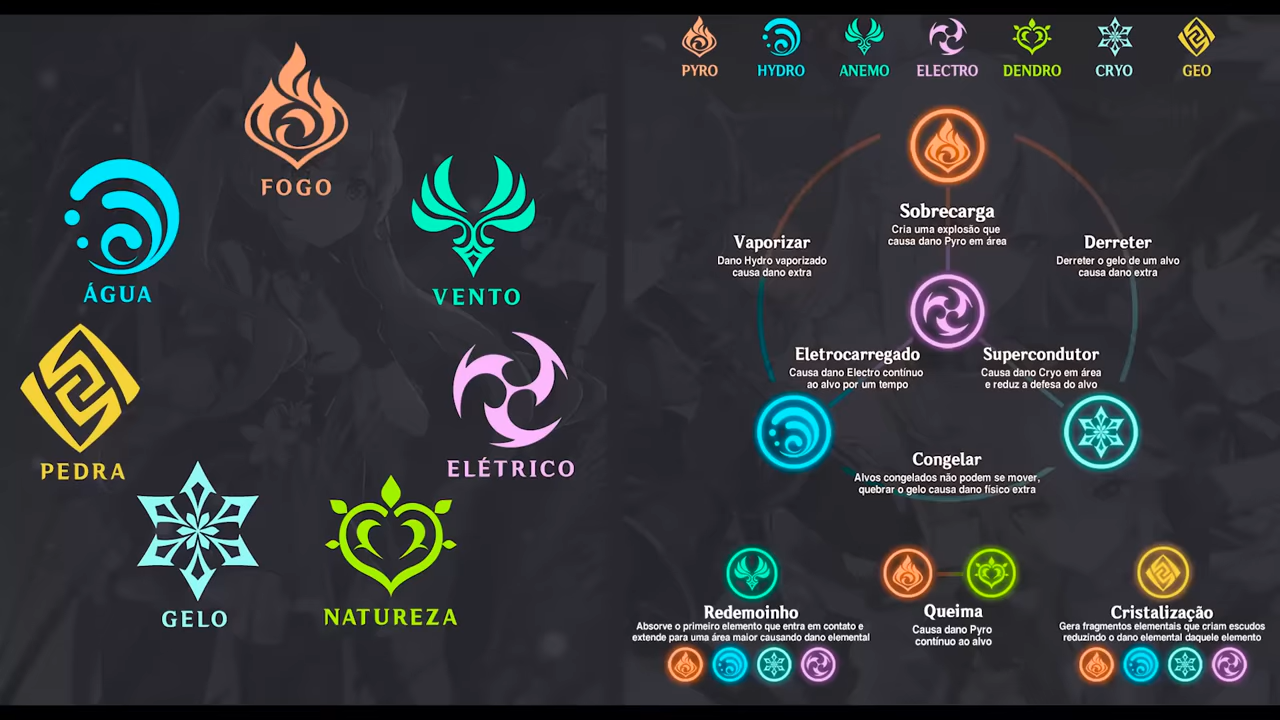 FOGO
ÁGUA
VENTO
PEDRA
ELÉTRICO
GELO
NATUREZA
PYRO
HYDRO
ANEMO
ELECTRO
DENDRO
CRYO
GEO
Sobrecarga
Cria uma explosão que
causa dano Pyro em área
Vaporizar
Dano Hydro vaporizado
causa dano extra
Derreter
Derreter o gelo de um alvo
causa dano extra
Eletrocarregado
Causa dano Electro contínuo
ao alvo por um tempo
Supercondutor
Causa dano Cryo em área
e reduz a defesa do alvo
Congelar
Alvos congelados não podem se mover,
quebrar o gelo causa dano físico extra
Redemoinho
Absorve o primeiro elemento que entra em contato e
extende para uma área maior causando dano elemental
Queima
Causa dano Pyro
contínuo ao alvo
Cristalização
Gera fragmentos elementais que criam escudos
reduzindo o dano elemental daquele elemento